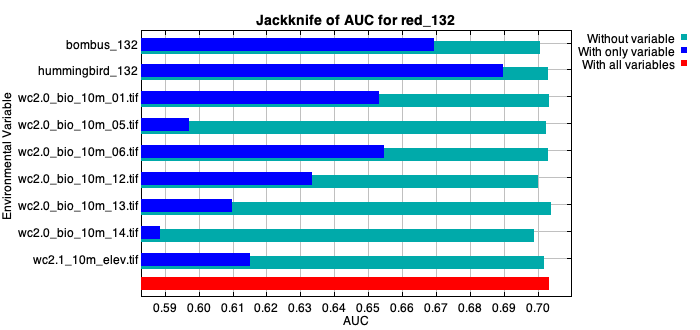 Jackknife of AUC for red_132
Without variable
With only variable
With all variables
Environmental Variable
bombus_132
hummingbird_132
wc2.0_bio_10m_01.tif
wc2.0_bio_10m_05.tif
wc2.0_bio_10m_06.tif
wc2.0_bio_10m_12.tif
wc2.0_bio_10m_13.tif
wc2.0_bio_10m_14.tif
wc2.1_10m_elev.tif
0.59 0.60 0.61 0.62 0.63 0.64 0.65 0.66 0.67 0.68 0.69 0.70
AUC